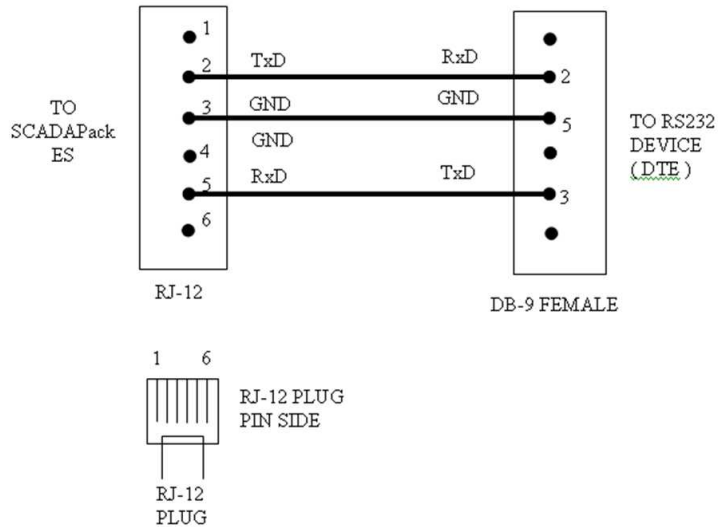 1
TxD RxD
2 2
TO
SCADAPack
ES
3 GND GND
5
TO RS232
DEVICE
( DTE )
4 GND
RxD TxD
5 3
6
RJ-12
DB-9 FEMALE
1 6
RJ-12 PLUG
PIN SIDE
RJ-12
PLUG